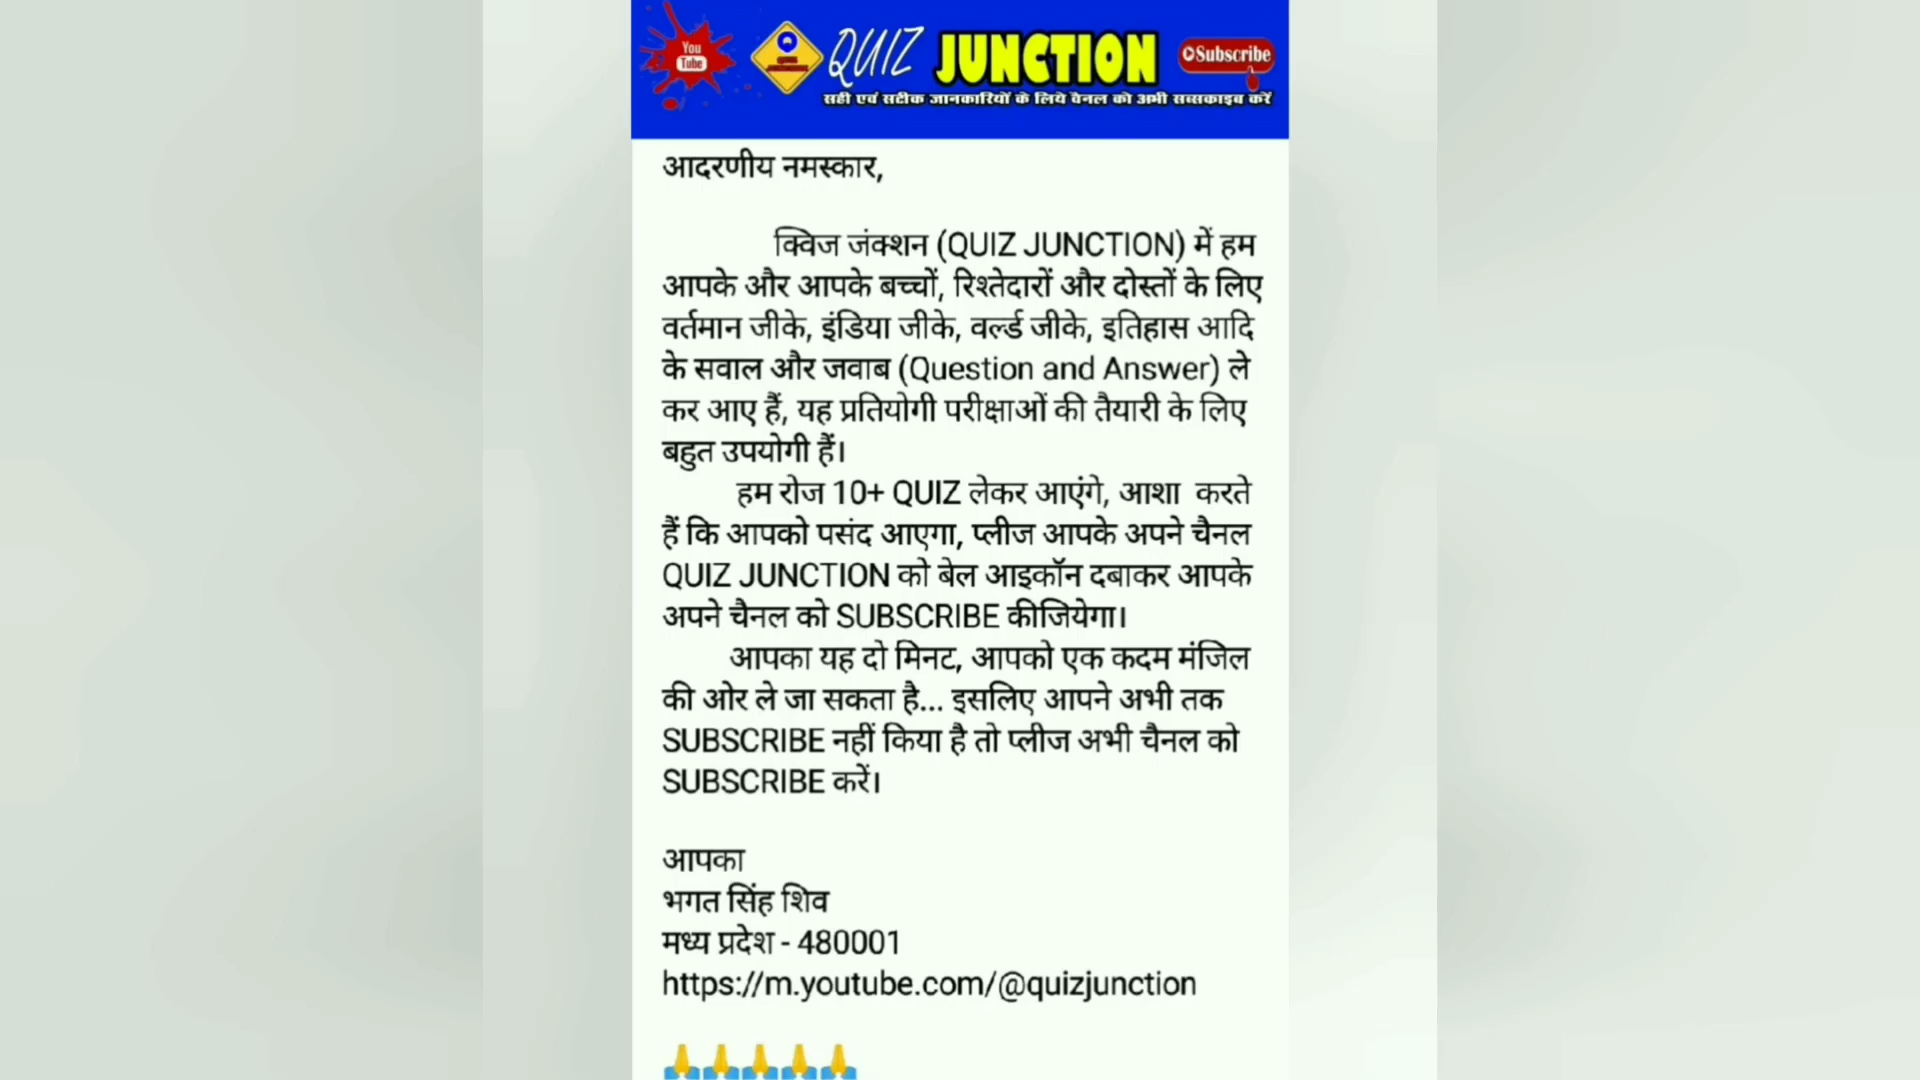 You
Tube
QUIZ JUNCTION
Subscribe
सही एवं सटीक जानकारियों के लिये चैनल को अभी सब्सक्राइब करें
आदरणीय नमस्कार,
क्विज जंक्शन (QUIZ JUNCTION) में हम
आपके और आपके बच्चों, रिश्तेदारों और दोस्तों के लिए
वर्तमान जीके, इंडिया जीके, वर्ल्ड जीके, इतिहास आदि
के सवाल और जवाब (Question and Answer) ले
कर आए हैं, यह प्रतियोगी परीक्षाओं की तैयारी के लिए
बहुत उपयोगी हैं।
हम रोज 10+ QUIZ लेकर आएंगे, आशा करते
हैं कि आपको पसंद आएगा, प्लीज आपके अपने चैनल
QUIZ JUNCTION को बेल आइकॉन दबाकर आपके
अपने चैनल को SUBSCRIBE कीजियेगा।
आपका यह दो मिनट, आपको एक कदम मंजिल
की ओर ले जा सकता है... इसलिए आपने अभी तक
SUBSCRIBE नहीं किया है तो प्लीज अभी चैनल को
SUBSCRIBE करें।
आपका
भगत सिंह शिव
मध्य प्रदेश - 480001
https://m.youtube.com/@quizjunction
🙏🙏🙏🙏🙏